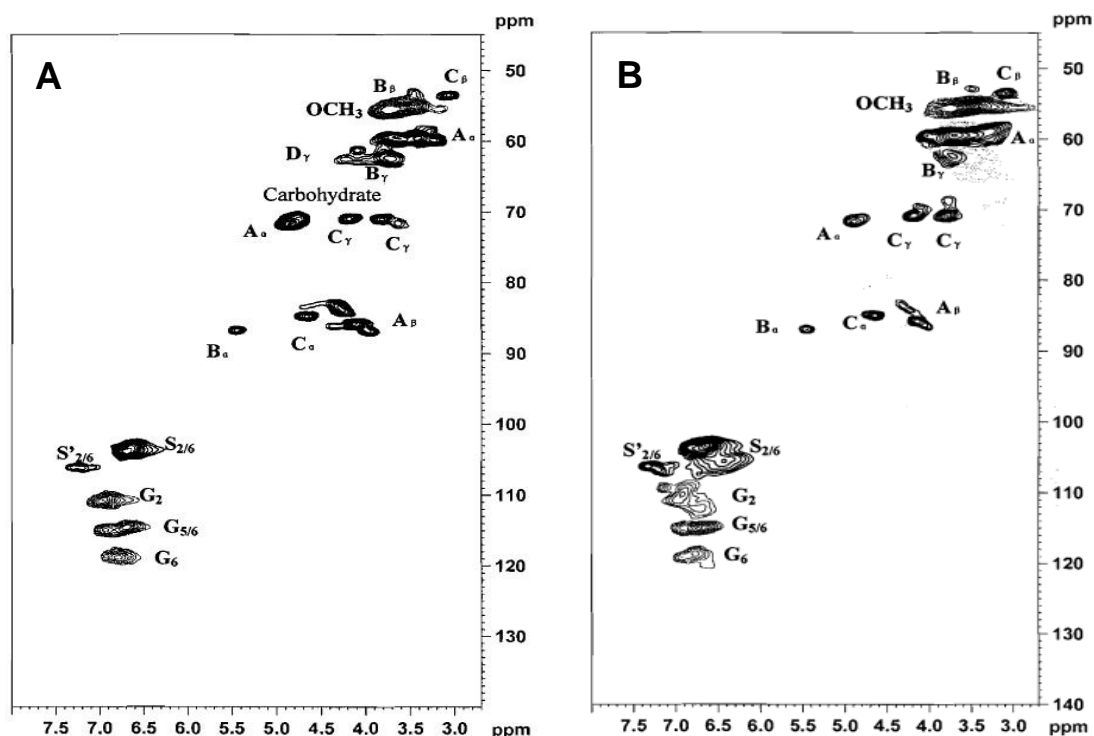 ppm
A
Bβ
Cβ
OCH₃
Aα
Dγ
Bγ
Carbohydrate
Aα
Cγ
Cγ
Aβ
Bα
Cα
S'₂/₆
S₂/₆
G₂
G₅/₆
G₆
50
60
70
80
90
100
110
120
130
7.5 7.0 6.5 6.0 5.5 5.0 4.5 4.0 3.5 3.0 ppm
ppm
B
Bβ
Cβ
OCH₃
Aα
Bγ
Aα
Cγ
Cγ
Aβ
Bα
Cα
S'₂/₆
S₂/₆
G₂
G₅/₆
G₆
50
60
70
80
90
100
110
120
130
140
7.5 7.0 6.5 6.0 5.5 5.0 4.5 4.0 3.5 3.0 ppm